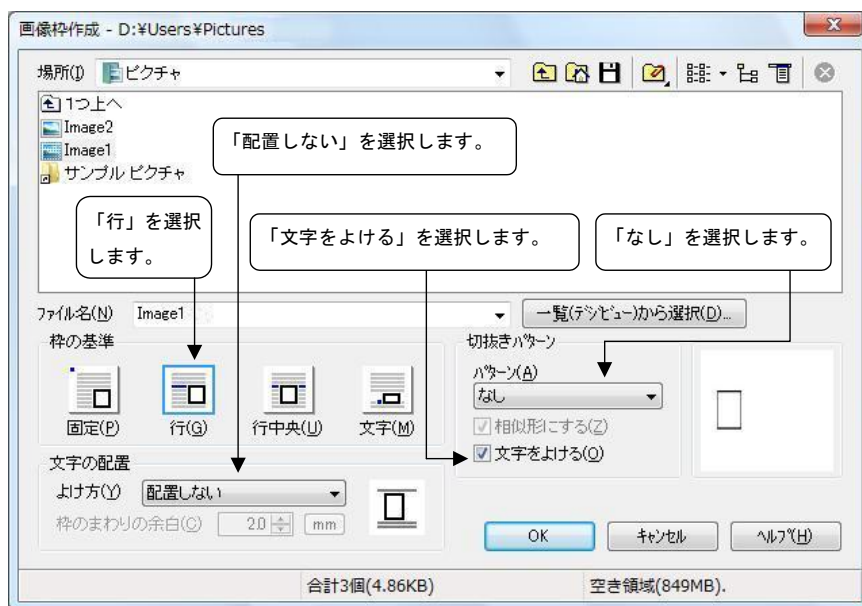 画像枠作成 - D:¥Users¥Pictures
場所(I) ピクチャ
1つ上へ
Image2
Image1
サンプル ピクチャ
「配置しない」を選択します。
「行」を選択
します。
「文字をよける」を選択します。
「なし」を選択します。
ファイル名(N) Image1
一覧(デジビュー)から選択(D)...
枠の基準
固定(P) 行(G) 行中央(U) 文字(M)
切抜きパターン
パターン(A)
なし
相似形にする(Z)
文字をよける(O)
文字の配置
よけ方(Y) 配置しない
枠のまわりの余白(C) 2.0 mm
OK キャンセル ヘルプ(H)
合計3個(4.86KB) 空き領域(849MB).